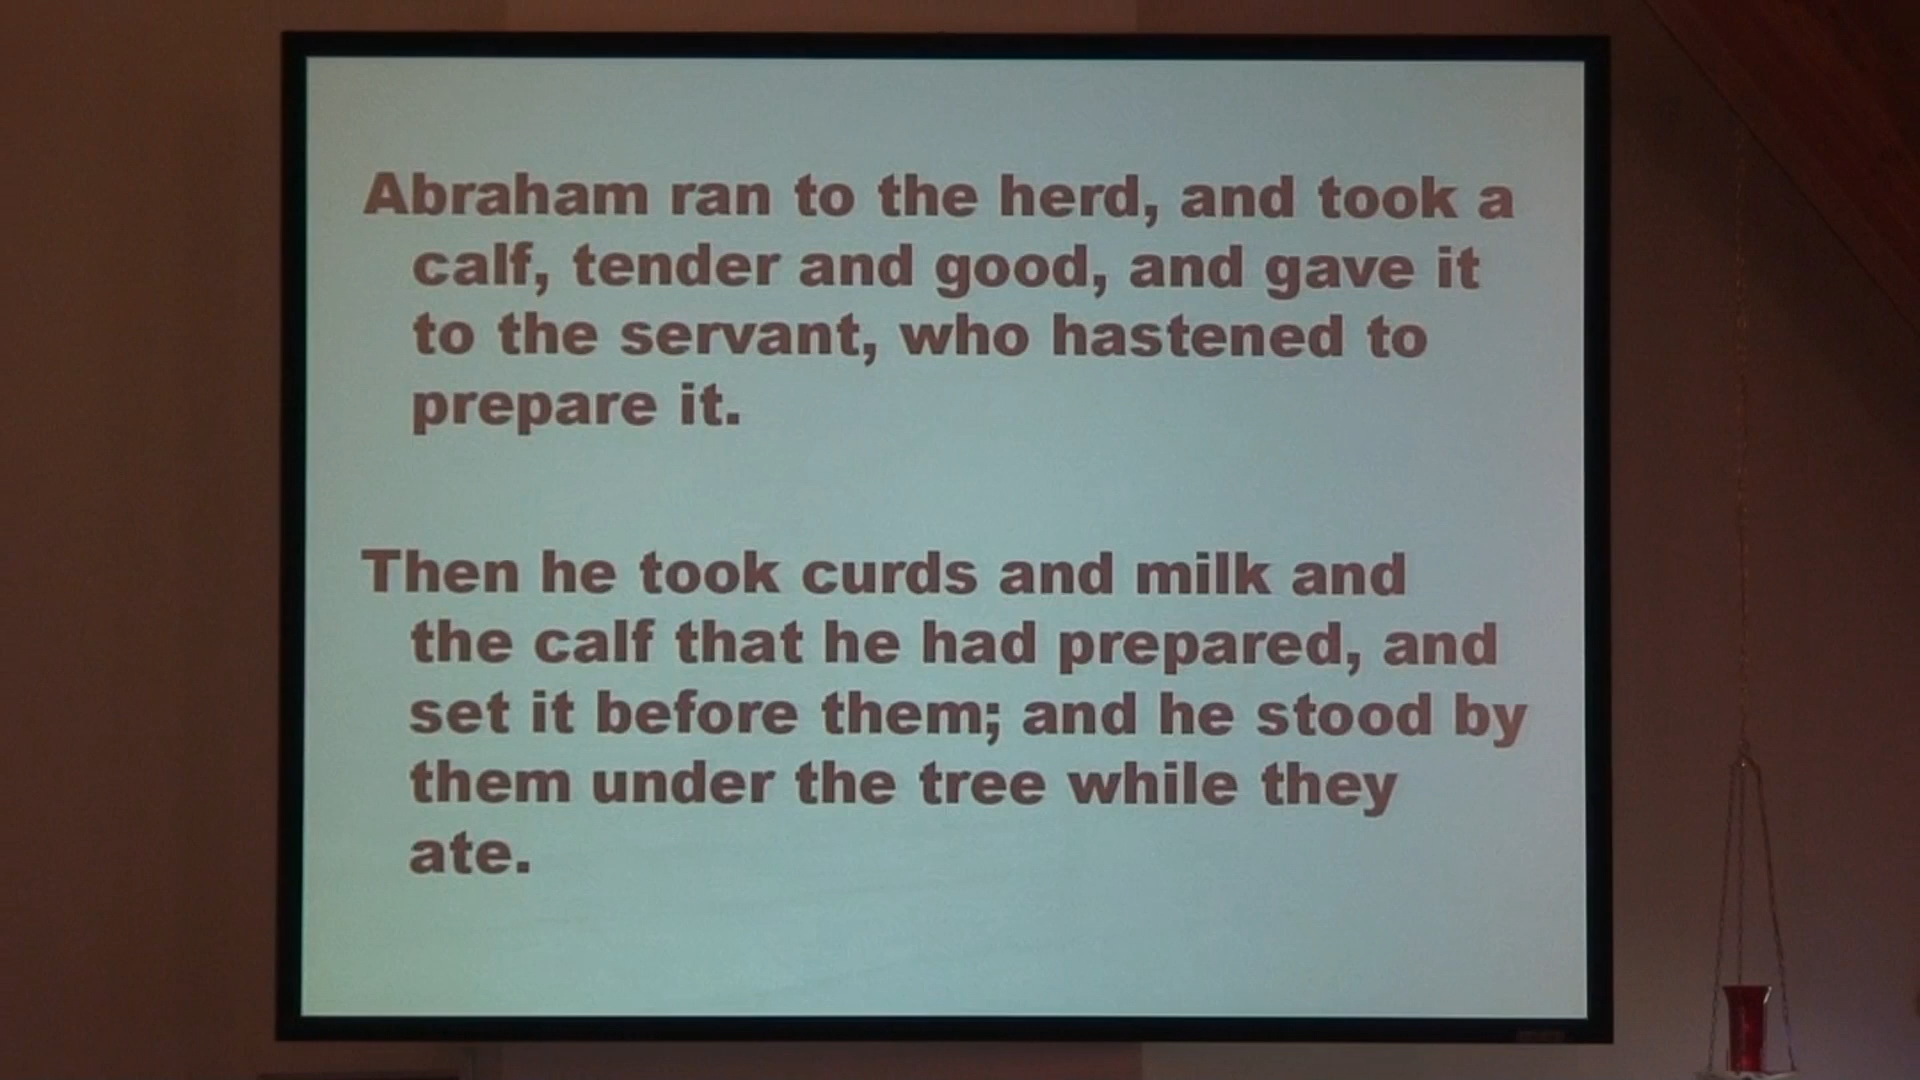 Abraham ran to the herd, and took a
calf, tender and good, and gave it
to the servant, who hastened to
prepare it.
Then he took curds and milk and
the calf that he had prepared, and
set it before them; and he stood by
them under the tree while they
ate.